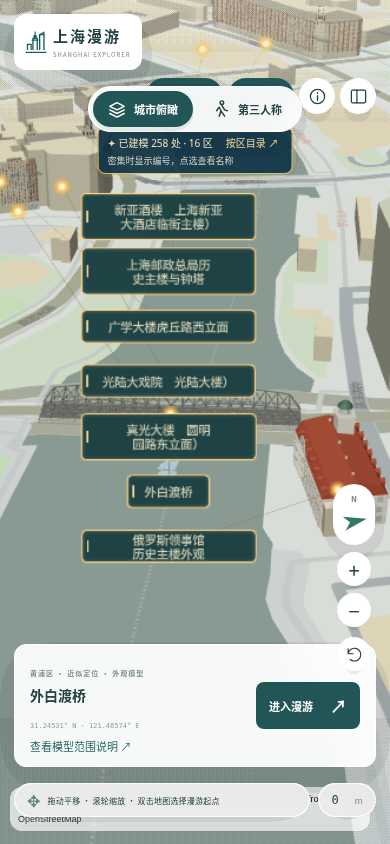 上海漫游
SHANGHAI EXPLORER
城市俯瞰
第三人称
✦ 已建模 258 处 · 16 区 按区目录 ↗
密集时显示编号，点选查看名称
新亚酒楼 上海新亚
大酒店临街主楼）
上海邮政总局历
史主楼与钟塔
广学大楼虎丘路西立面
光陆大戏院 光陆大楼）
真光大楼 圆明
园路东立面）
外白渡桥
俄罗斯领事馆
历史主楼外观
N
+
−
黄浦区 · 近似定位 · 外观模型
外白渡桥
31.24531° N · 121.48574° E
查看模型范围说明 ↗
进入漫游 ↗
拖动平移 · 滚轮缩放 · 双击地图选择漫游起点
0 m
OpenStreetMap